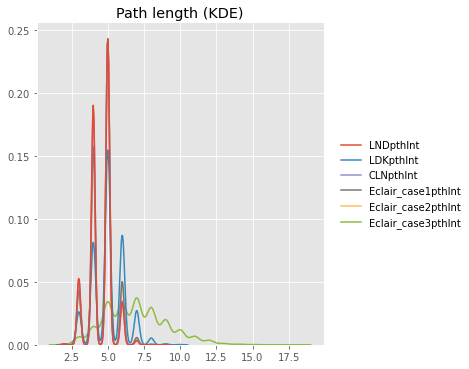 Path length (KDE)
0.25
0.20
0.15
0.10
0.05
0.00
2.5 5.0 7.5 10.0 12.5 15.0 17.5
LNDpthInt
LDKpthInt
CLNpthInt
Eclair_case1pthInt
Eclair_case2pthInt
Eclair_case3pthInt